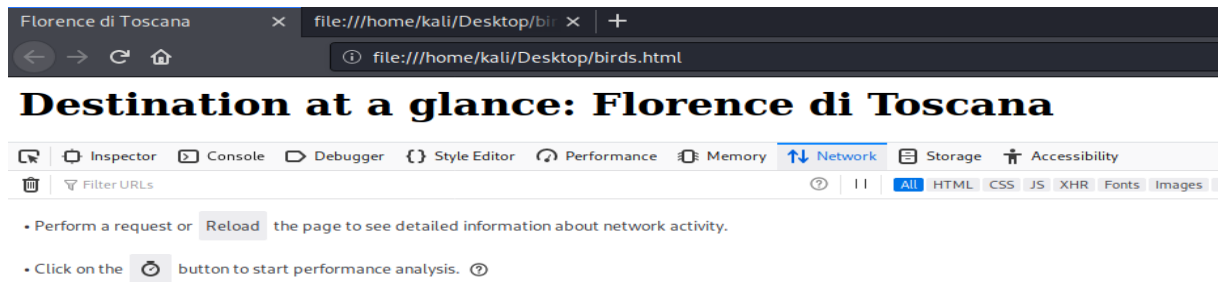 Florence di Toscana file:///home/kali/Desktop/bir
file:///home/kali/Desktop/birds.html
Destination at a glance: Florence di Toscana
Inspector Console Debugger {} Style Editor Performance Memory Network Storage Accessibility
Filter URLs All HTML CSS JS XHR Fonts Images
• Perform a request or Reload the page to see detailed information about network activity.
• Click on the button to start performance analysis.